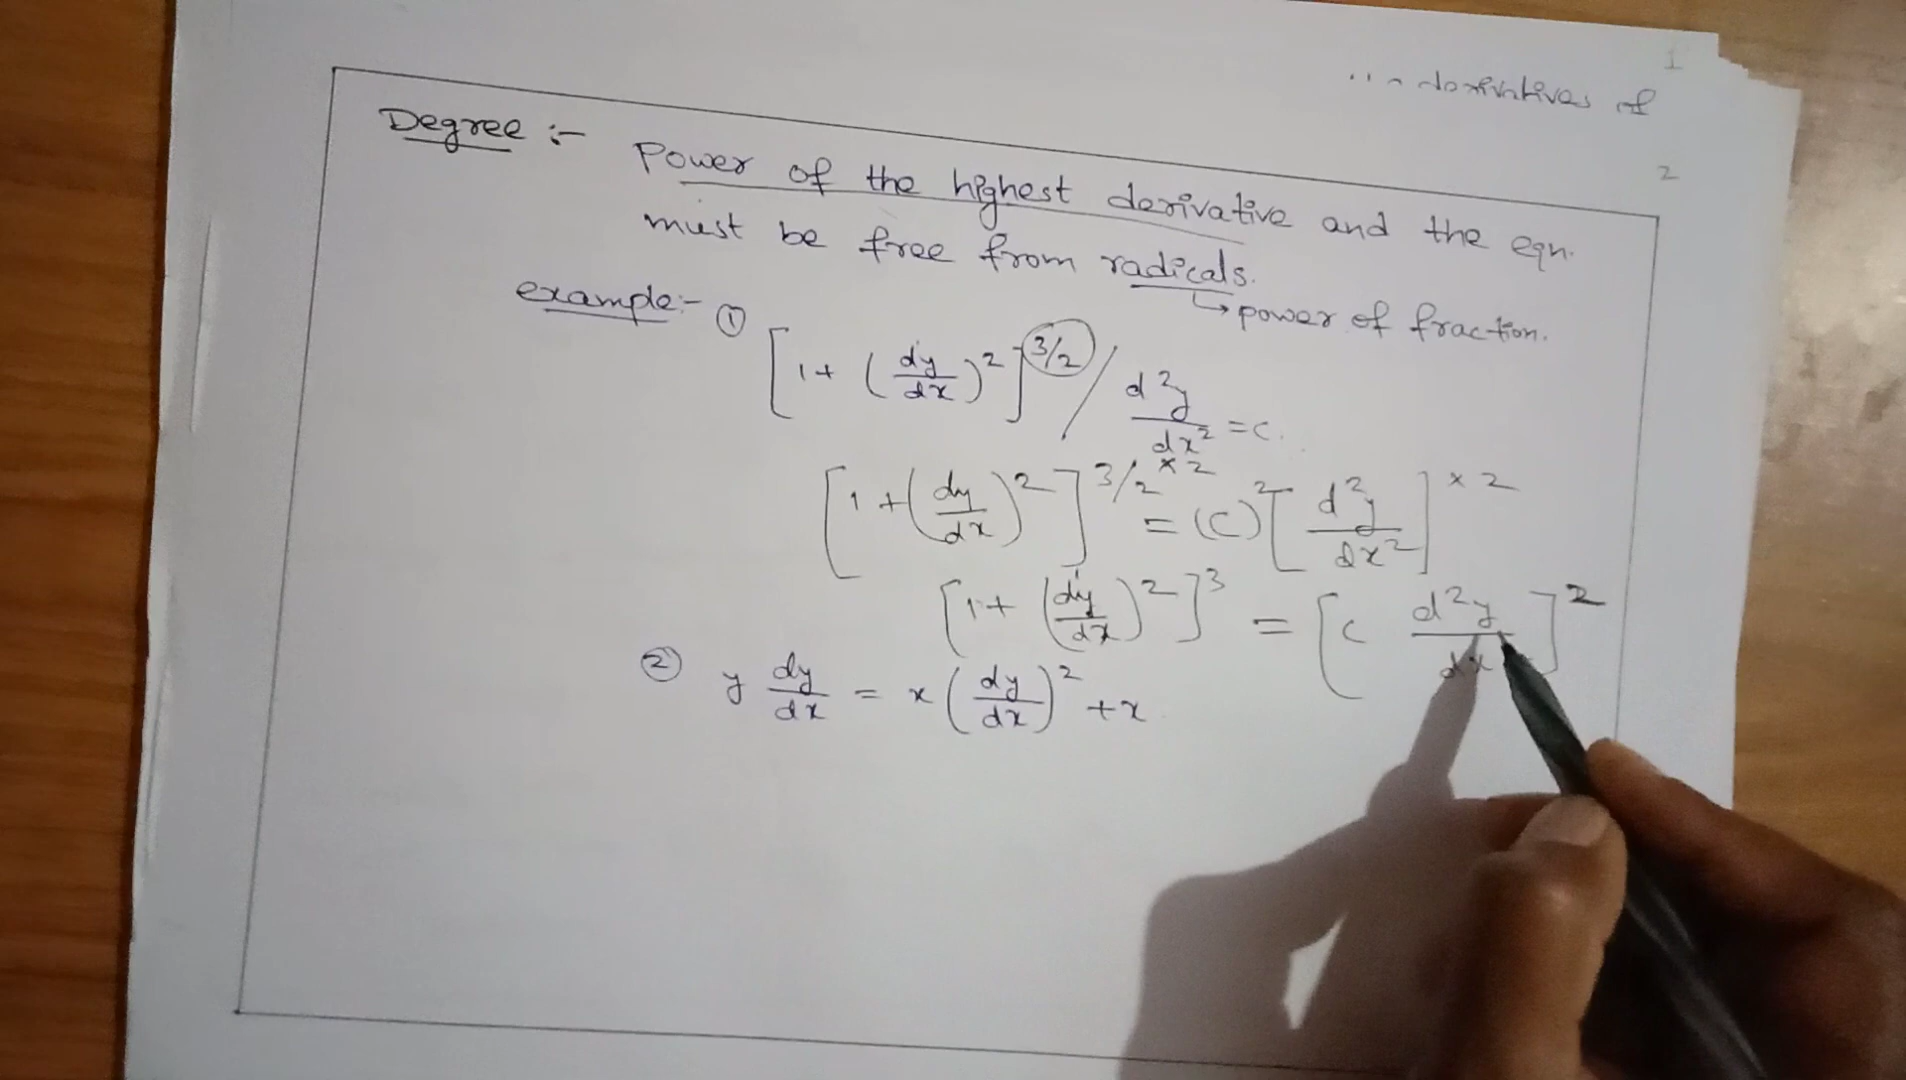 1
derivatives of
2
Degree :-
Power of the highest derivative and the eqn.
must be free from radicals.
↳ power of fraction.
example:- ① [1+(dy/dx)²]^3/2 / d²y/dx² = c.
[1+(dy/dx)²]^3/2 ×2 = (c)² [d²y/dx²]^×2
[1+(dy/dx)²]³ = [c d²y/dx]²
② y dy/dx = x(dy/dx)² + x